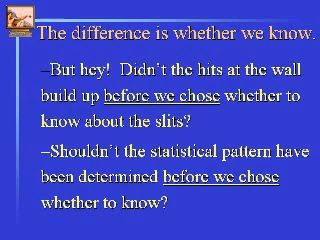 The difference is whether we know.
–But hey!  Didn't the hits at the wall
build up before we chose whether to
know about the slits?
–Shouldn't the statistical pattern have
been determined before we chose
whether to know?